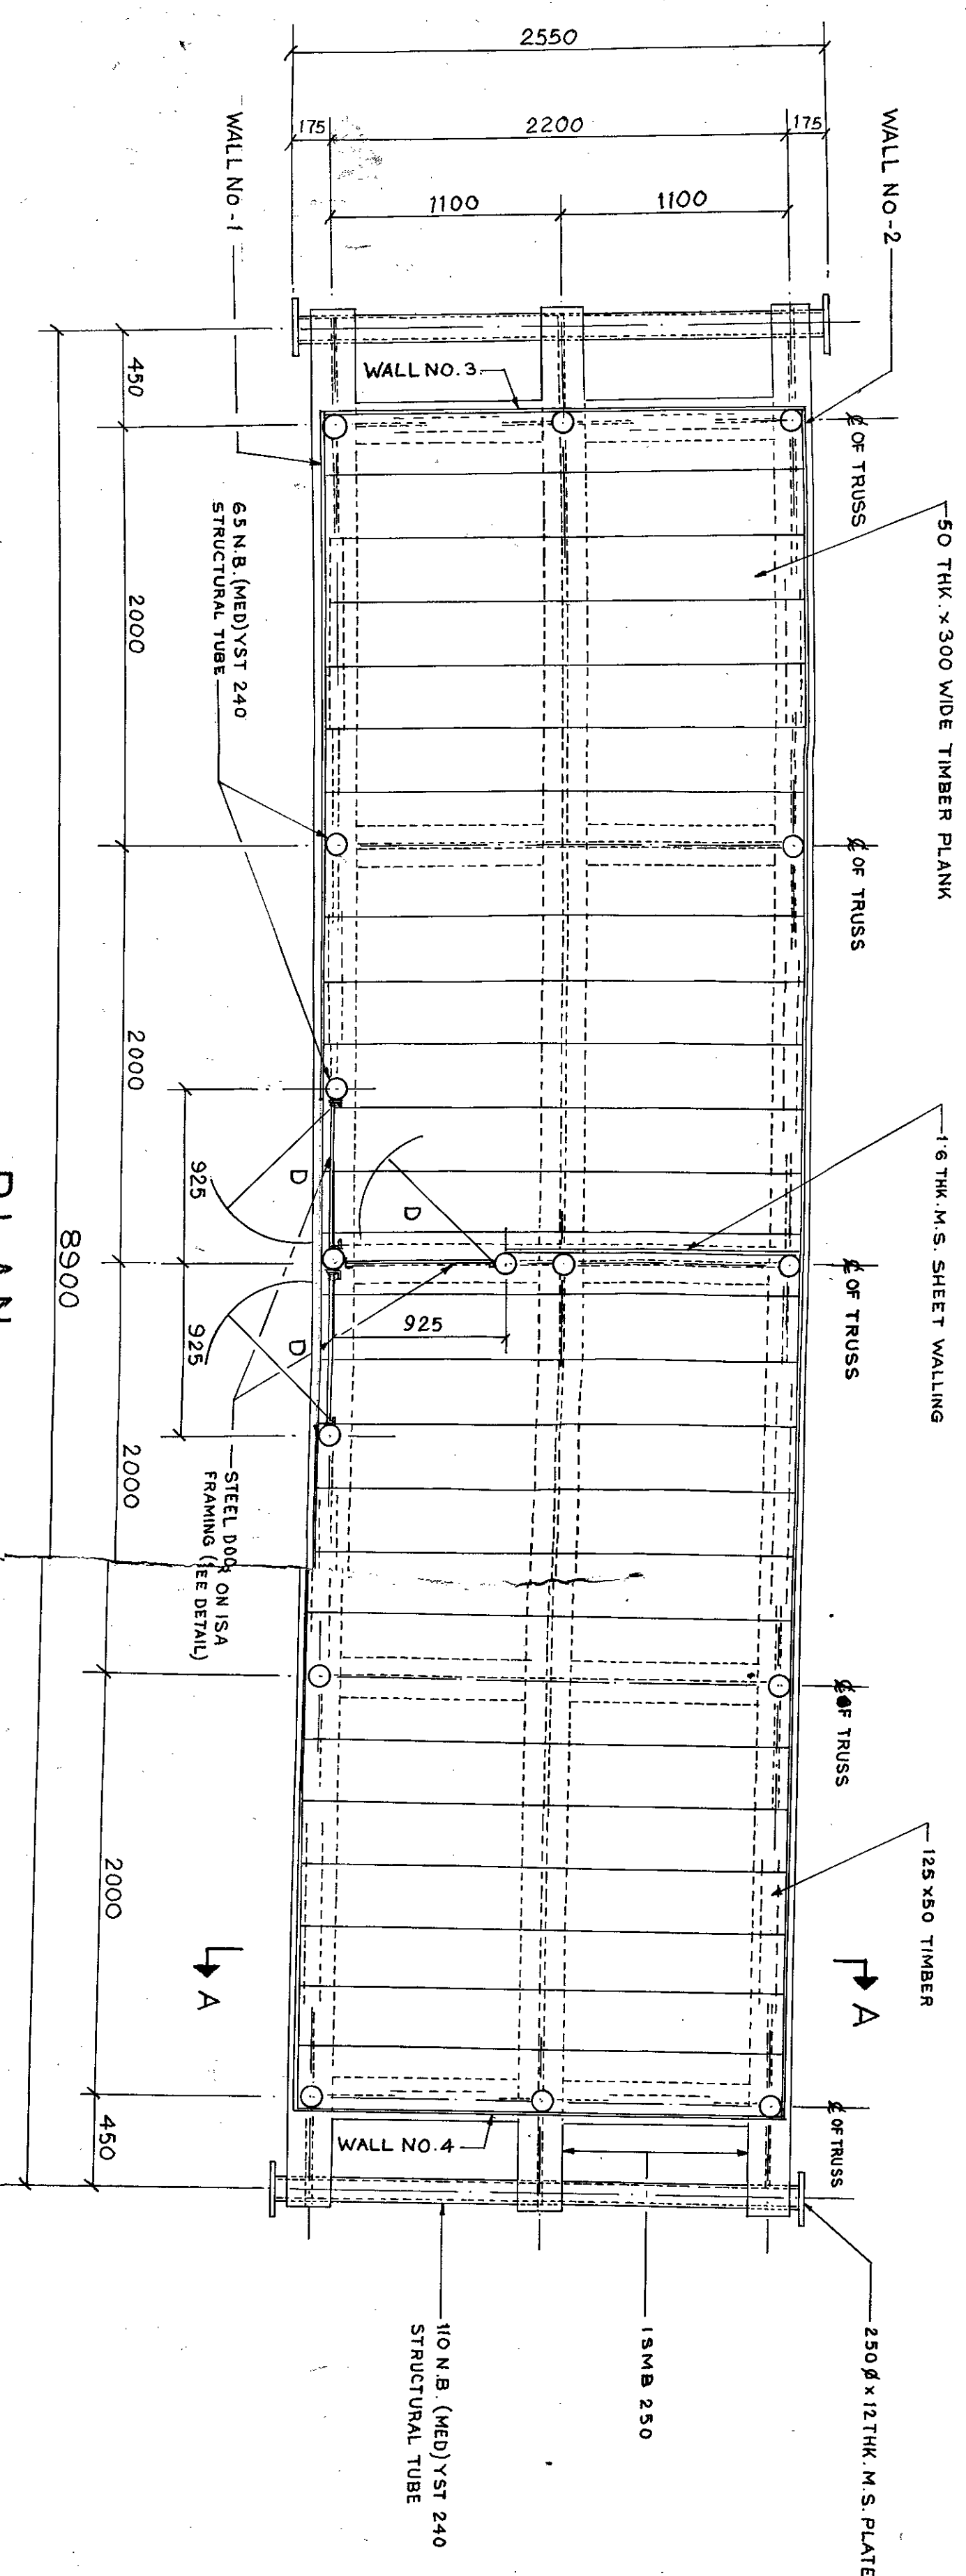 2550
175
2200
175
1100
1100
WALL NO-2
WALL NO-1
WALL NO. 3.
450
℄ OF TRUSS
50 THK. x 300 WIDE TIMBER PLANK
65 N.B. (MED) YST 240
STRUCTURAL TUBE
2000
℄ OF TRUSS
2000
1·6 THK. M.S. SHEET WALLING
925
D
D
℄ OF TRUSS
925
925
D
8900
PLAN
2000
STEEL DOOR ON ISA
FRAMING (SEE DETAIL)
℄ OF TRUSS
125 x 50 TIMBER
2000
A
A
℄ OF TRUSS
450
WALL NO. 4
250 Ø x 12 THK. M.S. PLATE
ISMB 250
110 N.B. (MED) YST 240
STRUCTURAL TUBE